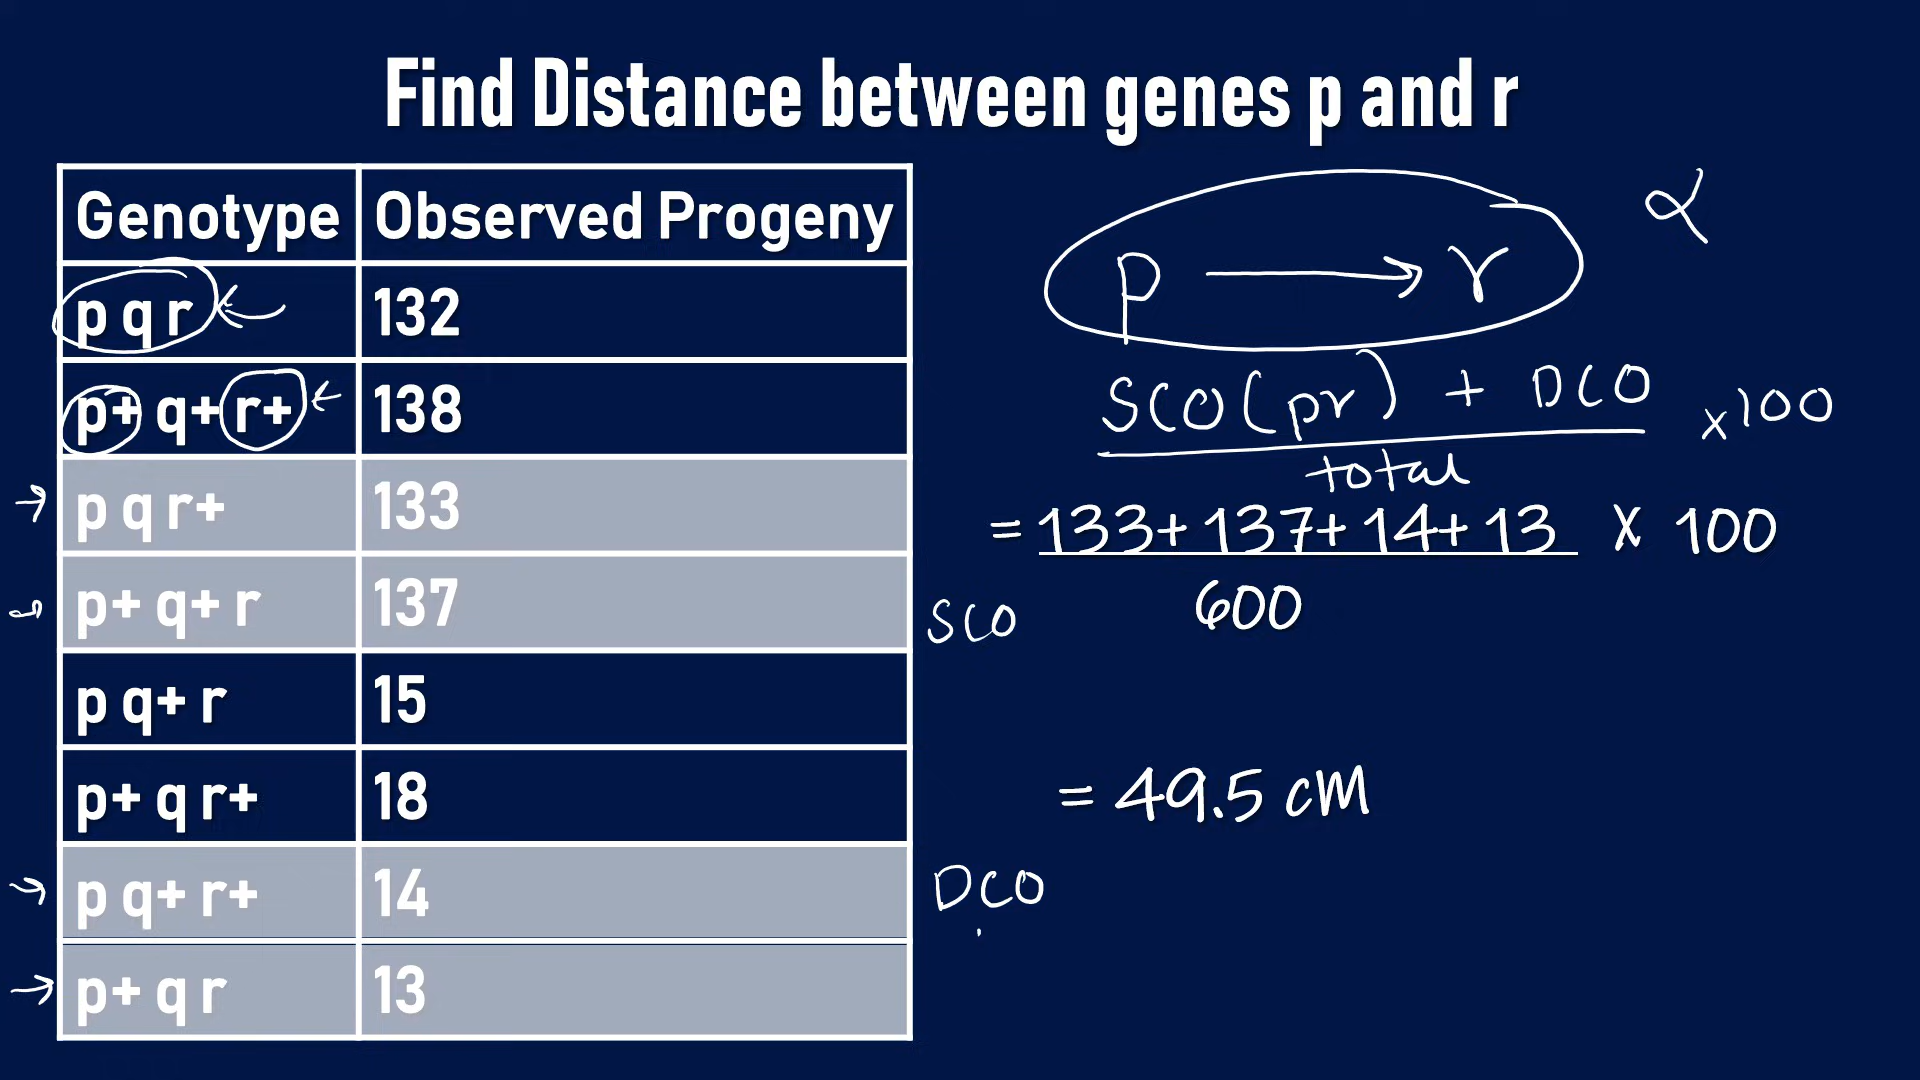 Find Distance between genes p and r
Genotype Observed Progeny
p q r 132
p+ q+ r+ 138
p q r+ 133
p+ q+ r 137
p q+ r 15
p+ q r+ 18
p q+ r+ 14
p+ q r 13
p → r
SCO(pr) + DCO x100
total
= 133+ 137+ 14+ 13 x 100
600
SCO
= 49.5 cM
DCO